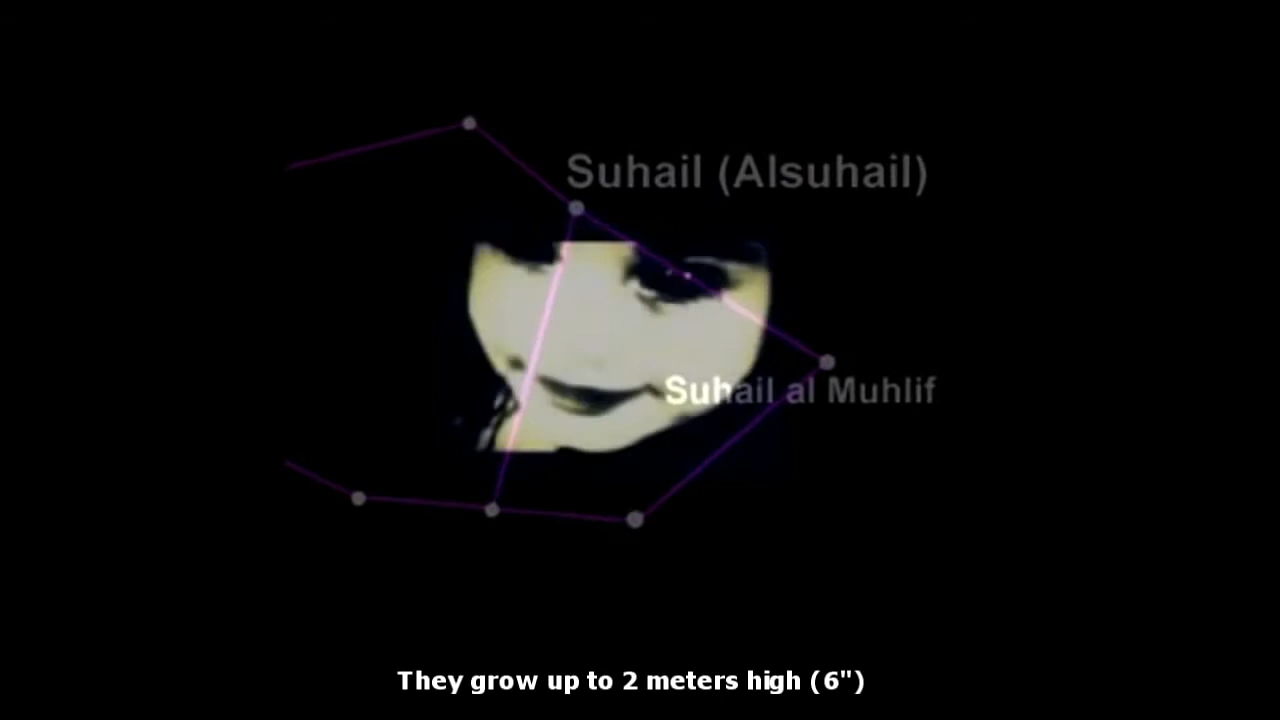 Suhail (Alsuhail)
Suhail al Muhlif
They grow up to 2 meters high (6")